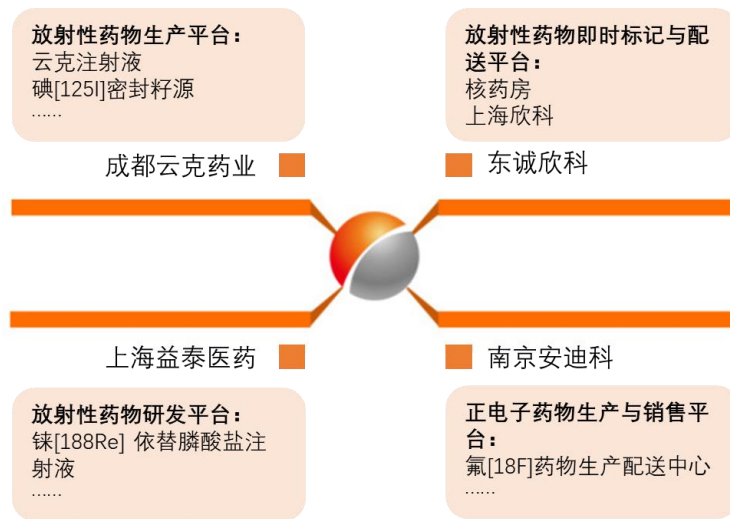 放射性药物生产平台：
云克注射液
碘[125I]密封籽源
……
成都云克药业
放射性药物即时标记与配
送平台：
核药房
上海欣科
东诚欣科
上海益泰医药
放射性药物研发平台：
铼[188Re] 依替膦酸盐注
射液
……
南京安迪科
正电子药物生产与销售平
台：
氟[18F]药物生产配送中心
……